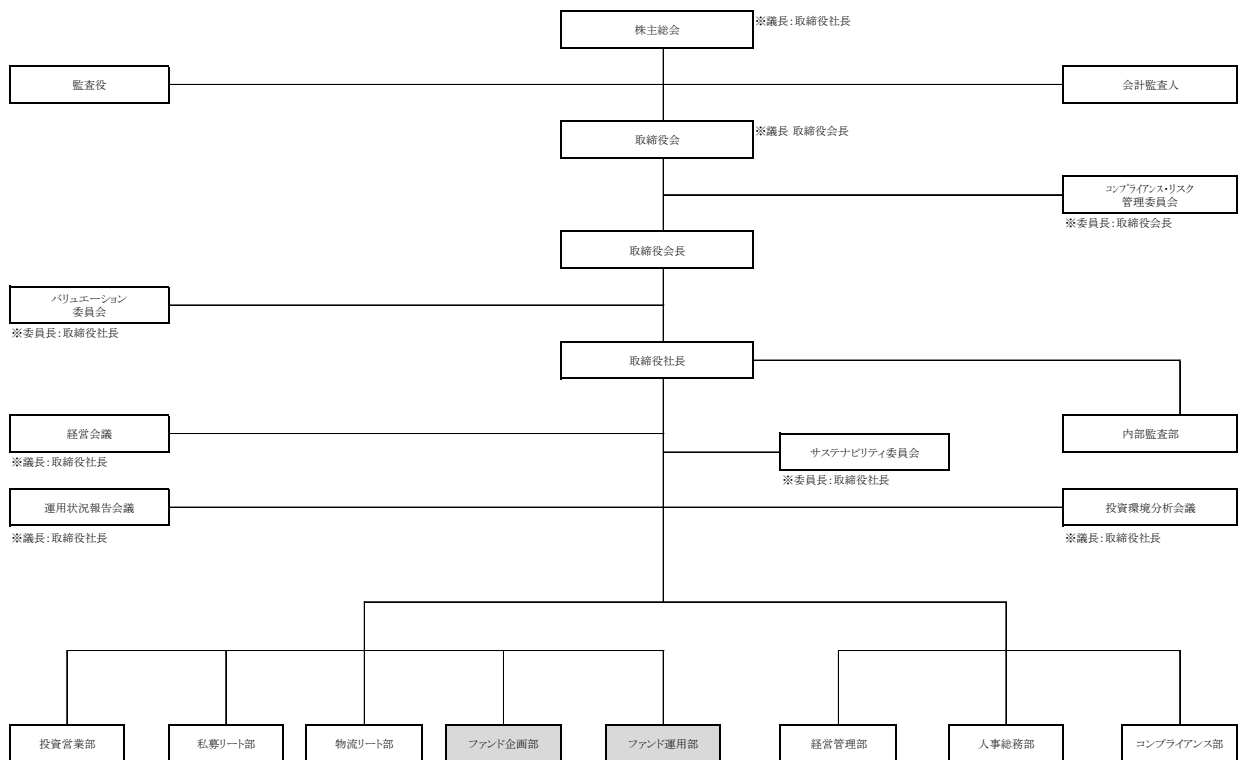 株主総会
※議長：取締役社長
監査役
会計監査人
取締役会
※議長 取締役会長
コンプライアンス・リスク
管理委員会
※委員長：取締役会長
取締役会長
バリュエーション
委員会
※委員長：取締役社長
取締役社長
経営会議
※議長：取締役社長
内部監査部
サステナビリティ委員会
※委員長：取締役社長
運用状況報告会議
※議長：取締役社長
投資環境分析会議
※議長：取締役社長
投資営業部
私募リート部
物流リート部
ファンド企画部
ファンド運用部
経営管理部
人事総務部
コンプライアンス部